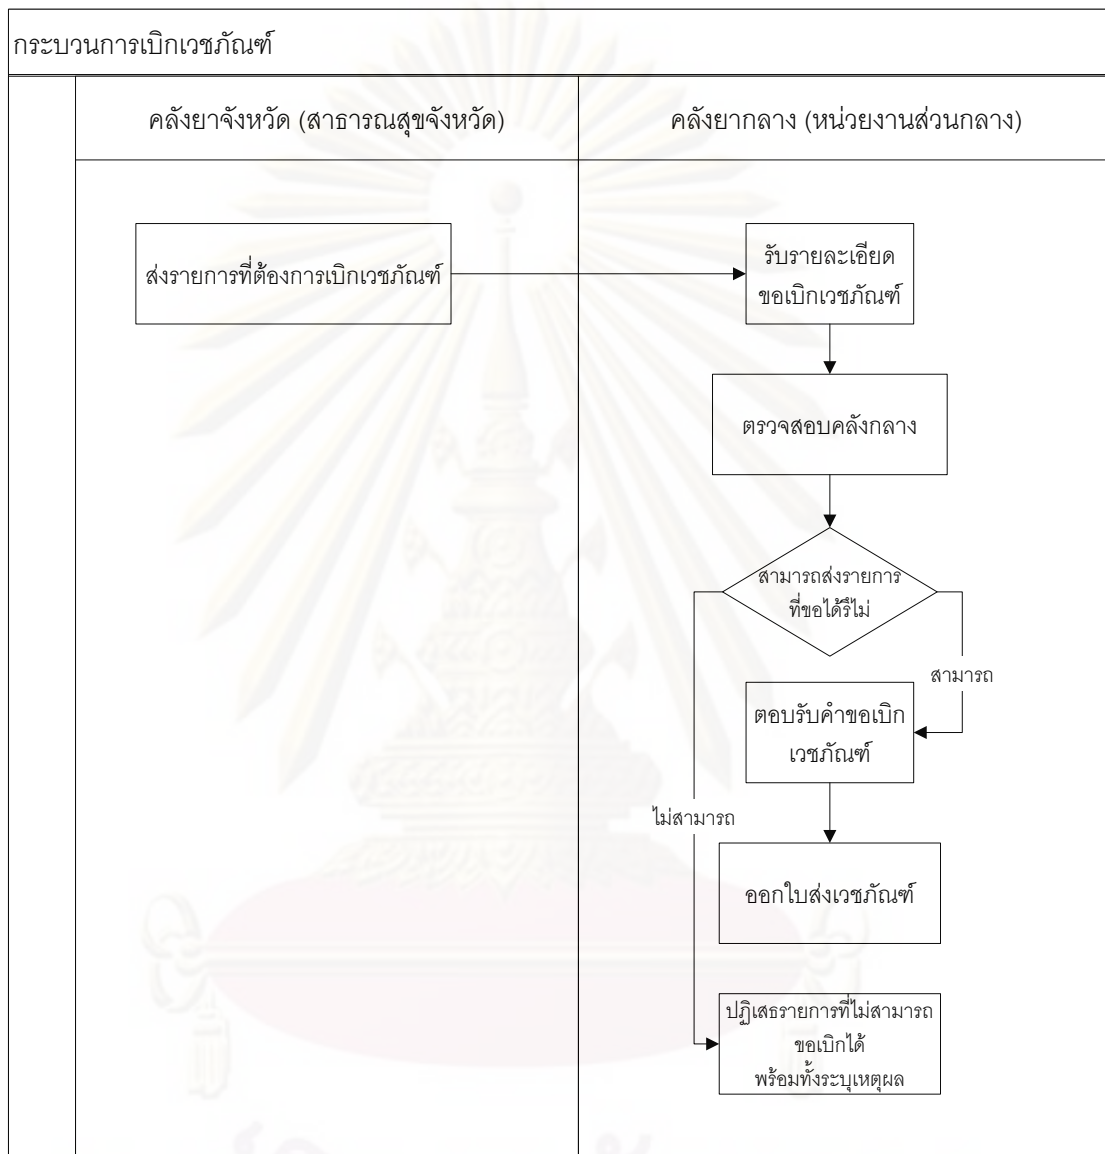 กระบวนการเบิกเวชภัณฑ์
คลังยาจังหวัด (สาธารณสุขจังหวัด)
คลังยากลาง (หน่วยงานส่วนกลาง)
ส่งรายการที่ต้องการเบิกเวชภัณฑ์
รับรายละเอียด
ขอเบิกเวชภัณฑ์
ตรวจสอบคลังกลาง
สามารถส่งรายการ
ที่ขอได้รึไม่
สามารถ
ตอบรับคำขอเบิก
เวชภัณฑ์
ไม่สามารถ
ออกใบส่งเวชภัณฑ์
ปฏิเสธรายการที่ไม่สามารถ
ขอเบิกได้
พร้อมทั้งระบุเหตุผล